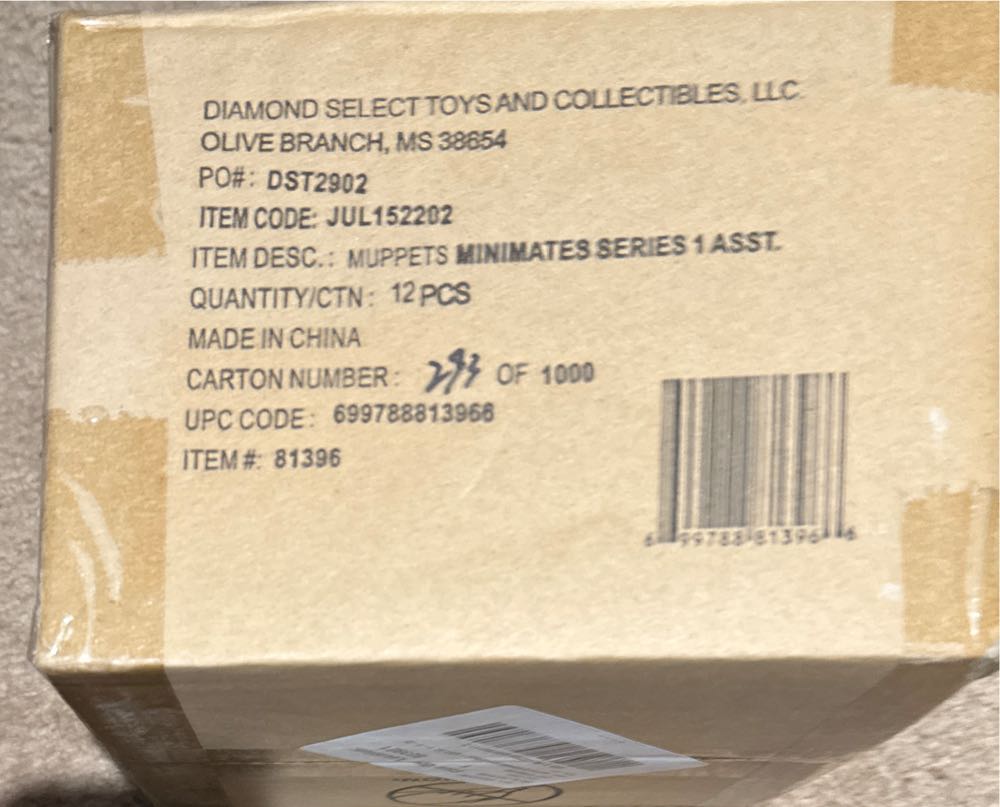 DIAMOND SELECT TOYS AND COLLECTIBLES, LLC.
OLIVE BRANCH, MS 38654
PO#: DST2902
ITEM CODE: JUL152202
ITEM DESC.: MUPPETS MINIMATES SERIES 1 ASST.
QUANTITY/CTN: 12 PCS
MADE IN CHINA
CARTON NUMBER: 293 OF 1000
UPC CODE: 699788813966
ITEM #: 81396
6 99788 81396 6